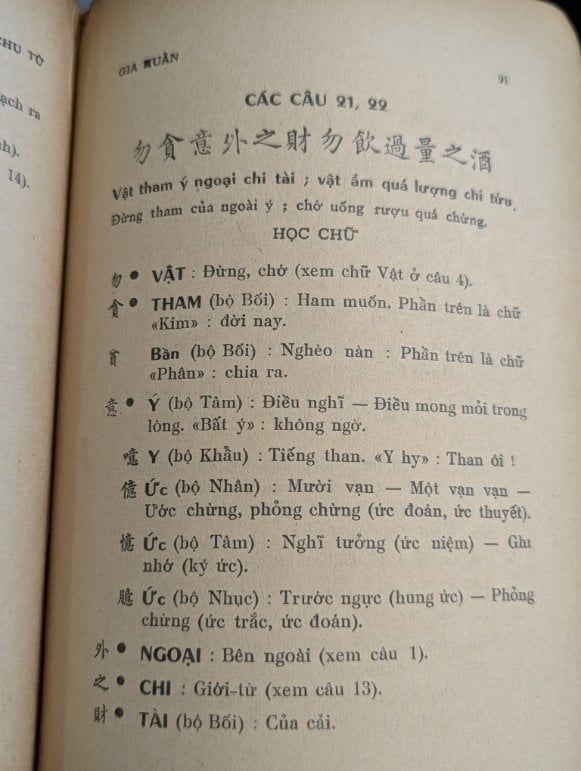 CHU TỬ
ạch ra
nh).
14).
GIA HUẤN
91
CÁC CÂU 21, 22
勿貪意外之財勿飲過量之酒
Vật tham ý ngoại chi tài ; vật ẩm quá lượng chi tửu.
Đừng tham của ngoài ý ; chớ uống rượu quá chừng.
HỌC CHỮ
勿 • VẬT : Đừng, chớ (xem chữ Vật ở câu 4).
貪 • THAM (bộ Bối) : Ham muốn. Phần trên là chữ
«Kim» : đời nay.
貧 Bần (bộ Bối) : Nghèo nàn : Phần trên là chữ
«Phân» : chia ra.
意 • Ý (bộ Tâm) : Điều nghĩ — Điều mong mỏi trong
lòng. «Bất ý» : không ngờ.
噫 Y (bộ Khẩu) : Tiếng than. «Y hy» : Than ôi !
億 Ức (bộ Nhân) : Mười vạn — Một vạn vạn —
Ước chừng, phỏng chừng (ức đoán, ức thuyết).
憶 Ức (bộ Tâm) : Nghĩ tưởng (ức niệm) — Ghi
nhớ (ký ức).
臆 Ức (bộ Nhục) : Trước ngực (hung ức) — Phỏng
chừng (ức trắc, ức đoán).
外 • NGOẠI : Bên ngoài (xem câu 1).
之 • CHI : Giới-từ (xem câu 13).
財 • TÀI (bộ Bối) : Của cải.